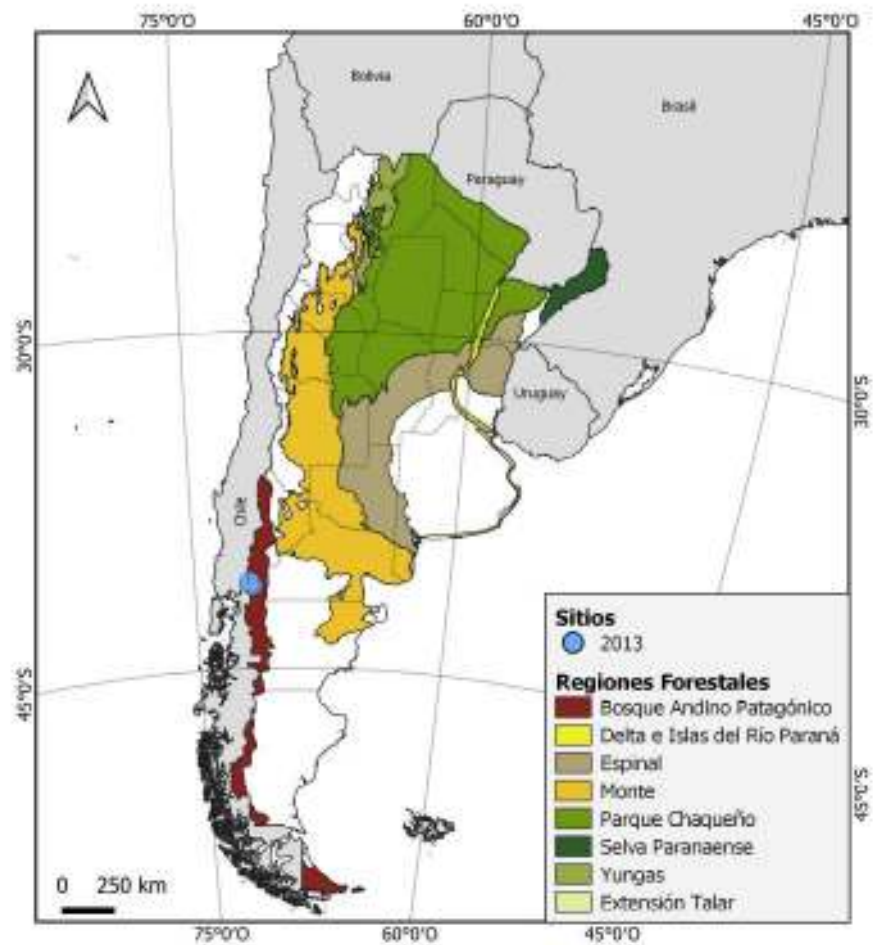 75°0'O 60°0'O 45°0'O
Bolivia
Brasil
Paraguay
30°0'S
Uruguay
30°0'S
Chile
Sitios
2013
Regiones Forestales
Bosque Andino Patagónico
Delta e Islas del Río Paraná
Espinal
Monte
Parque Chaqueño
Selva Paranaense
Yungas
Extensión Talar
45°0'S
45°0'S
0 250 km
75°0'O 60°0'O 45°0'O